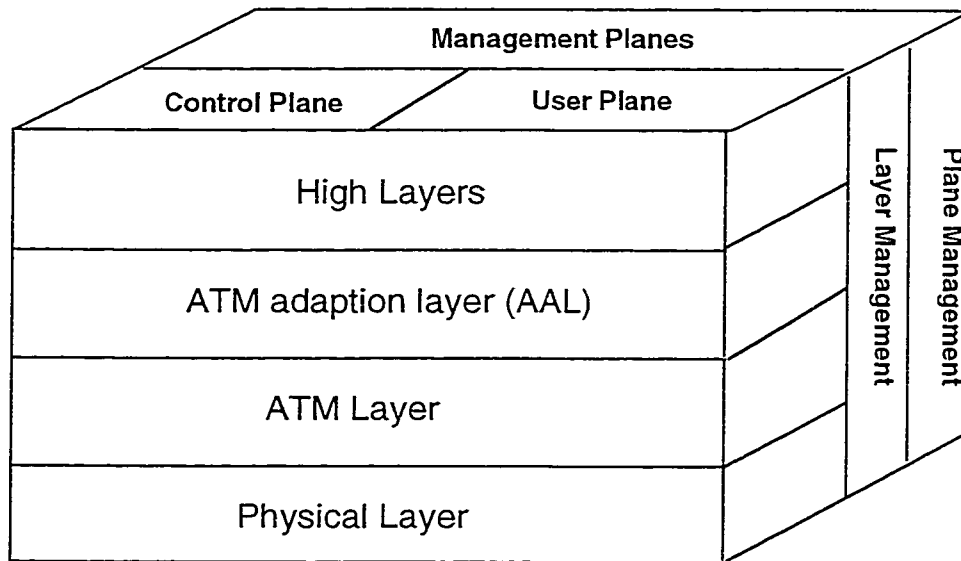 Management Planes
Control Plane
User Plane
High Layers
ATM adaption layer (AAL)
ATM Layer
Physical Layer
Layer Management
Plane Management